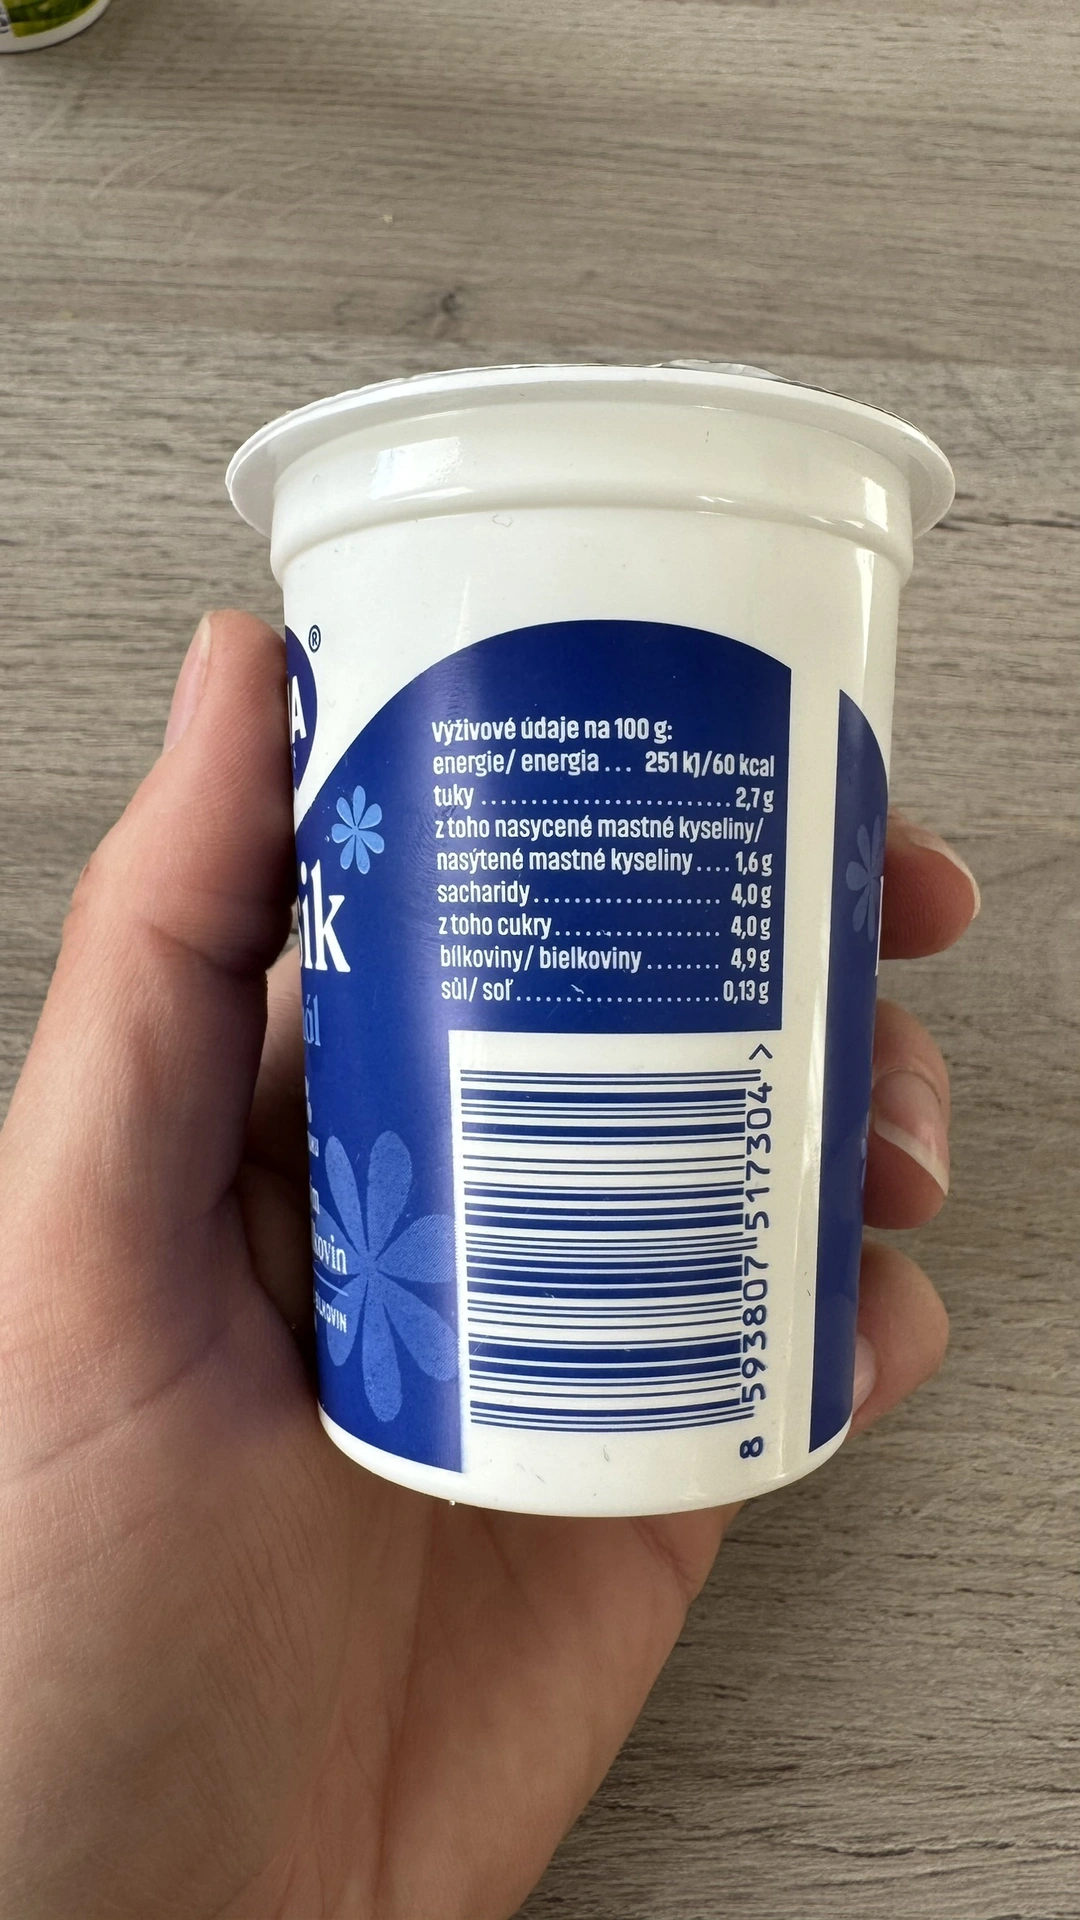 ®
Výživové údaje na 100 g:
energie/ energia ... 251 kJ/60 kcal
tuky .............................. 2,7 g
z toho nasycené mastné kyseliny/
nasýtené mastné kyseliny .... 1,6 g
sacharidy ........................ 4,0 g
z toho cukry ..................... 4,0 g
bílkoviny/ bielkoviny ........ 4,9 g
sůl/ soľ .......................... 0,13 g
8 593807 517304 >